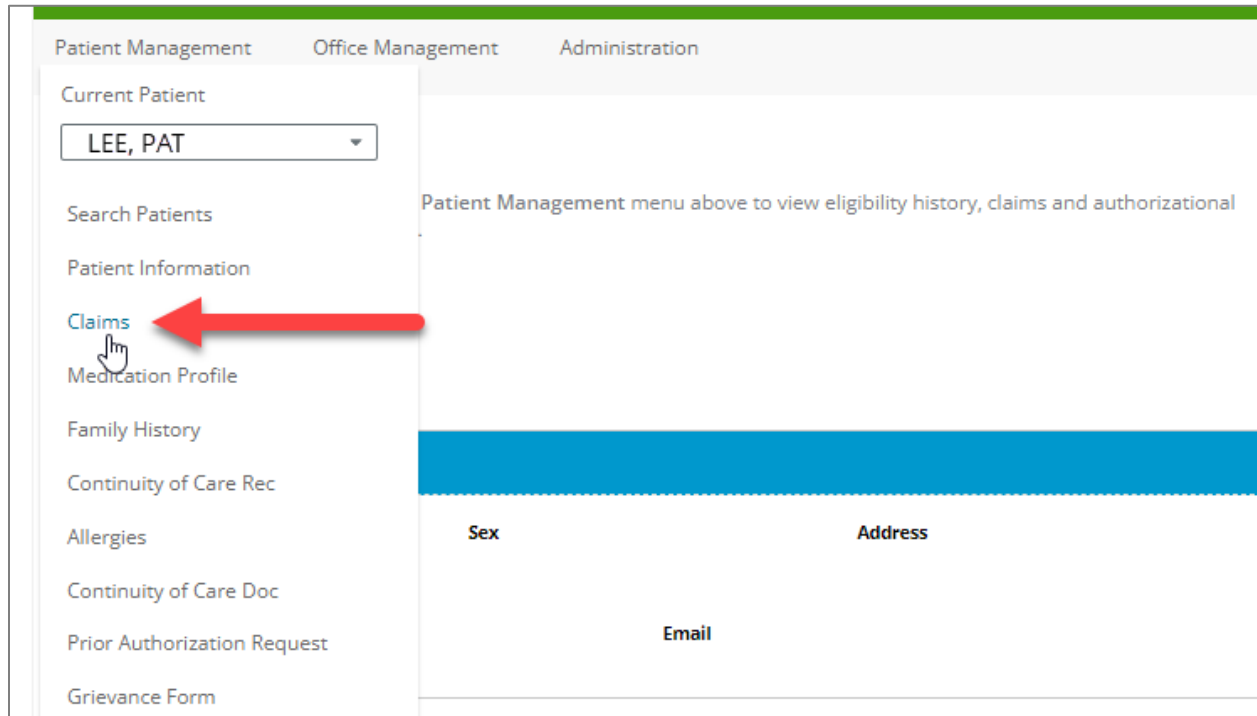 Patient Management Office Management Administration
Current Patient
LEE, PAT
Search Patients
Patient Management menu above to view eligibility history, claims and authorizational
Patient Information
Claims
Medication Profile
Family History
Continuity of Care Rec
Allergies
Sex Address
Continuity of Care Doc
Email
Prior Authorization Request
Grievance Form